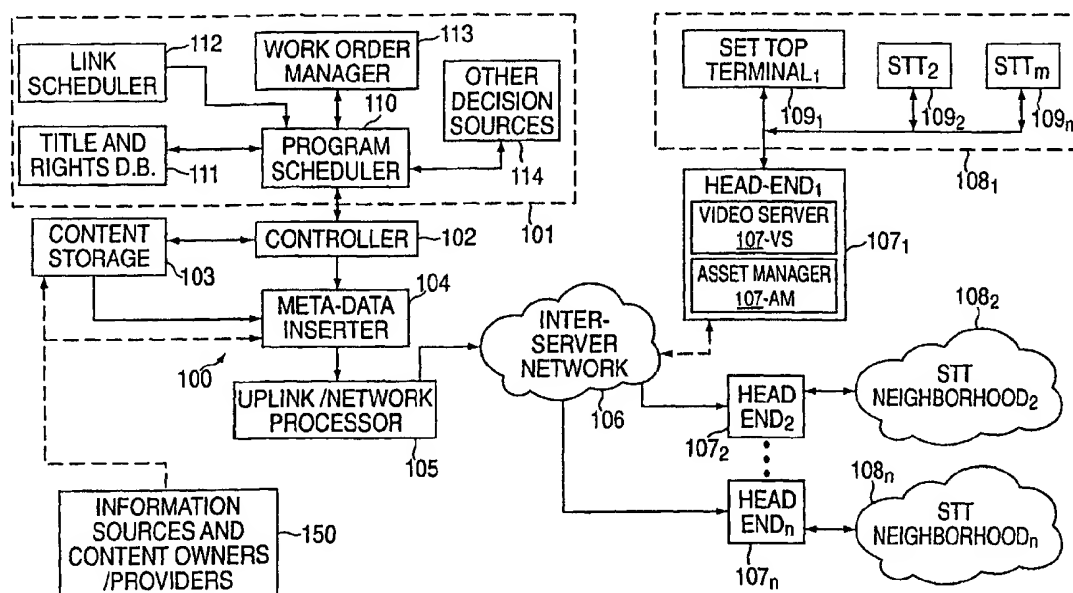 112
LINK
SCHEDULER
113
WORK ORDER
MANAGER
OTHER
DECISION
SOURCES
114
110
TITLE AND
RIGHTS D.B.
111
PROGRAM
SCHEDULER
101
CONTENT
STORAGE
103
CONTROLLER
102
104
META-DATA
INSERTER
100
UPLINK / NETWORK
PROCESSOR
105
INFORMATION
SOURCES AND
CONTENT OWNERS
/PROVIDERS
150
INTER-
SERVER
NETWORK
106
SET TOP
TERMINAL1
1091
STT2
1092
STTm
109n
1081
HEAD-END1
VIDEO SERVER
107-VS
ASSET MANAGER
107-AM
1071
HEAD
END2
1072
1082
STT
NEIGHBORHOOD2
HEAD
ENDn
107n
108n
STT
NEIGHBORHOODn